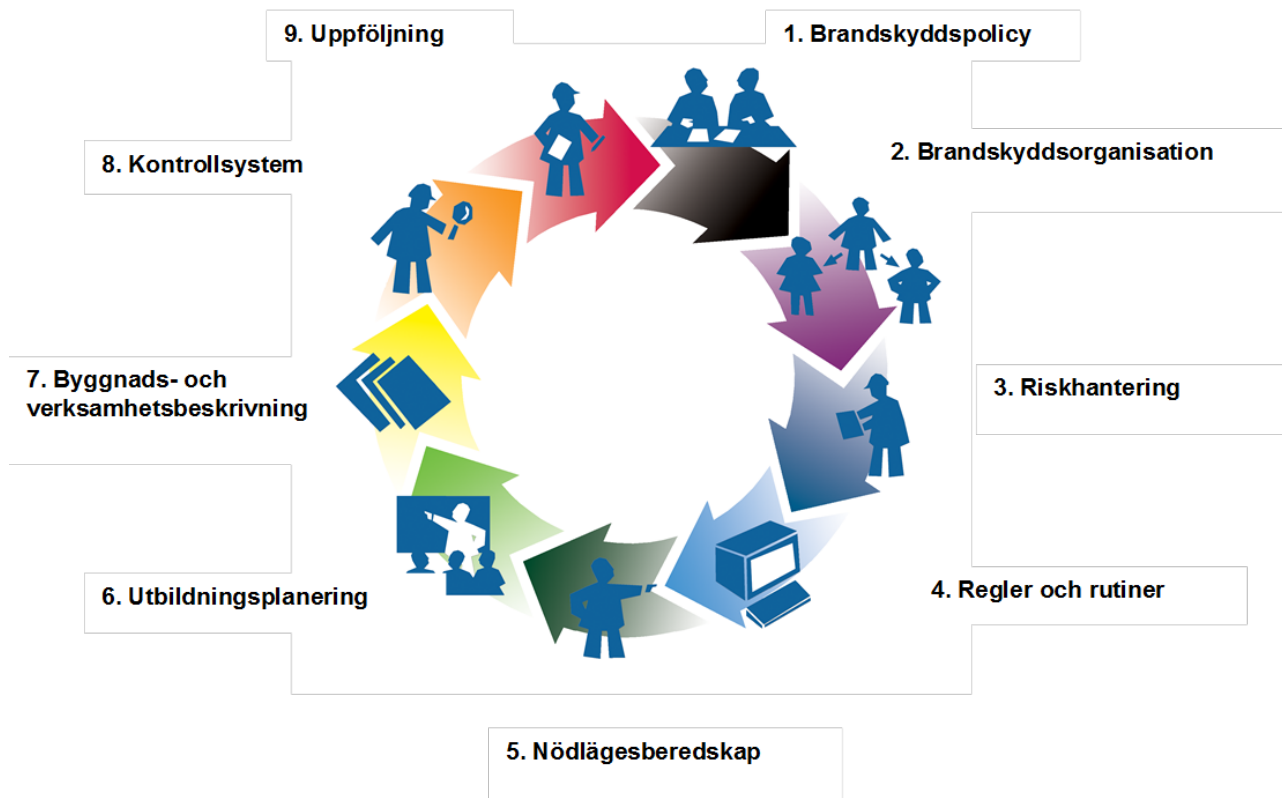 1. Brandskyddspolicy
2. Brandskyddsorganisation
3. Riskhantering
4. Regler och rutiner
5. Nödlägesberedskap
6. Utbildningsplanering
7. Byggnads- och
verksamhetsbeskrivning
8. Kontrollsystem
9. Uppföljning